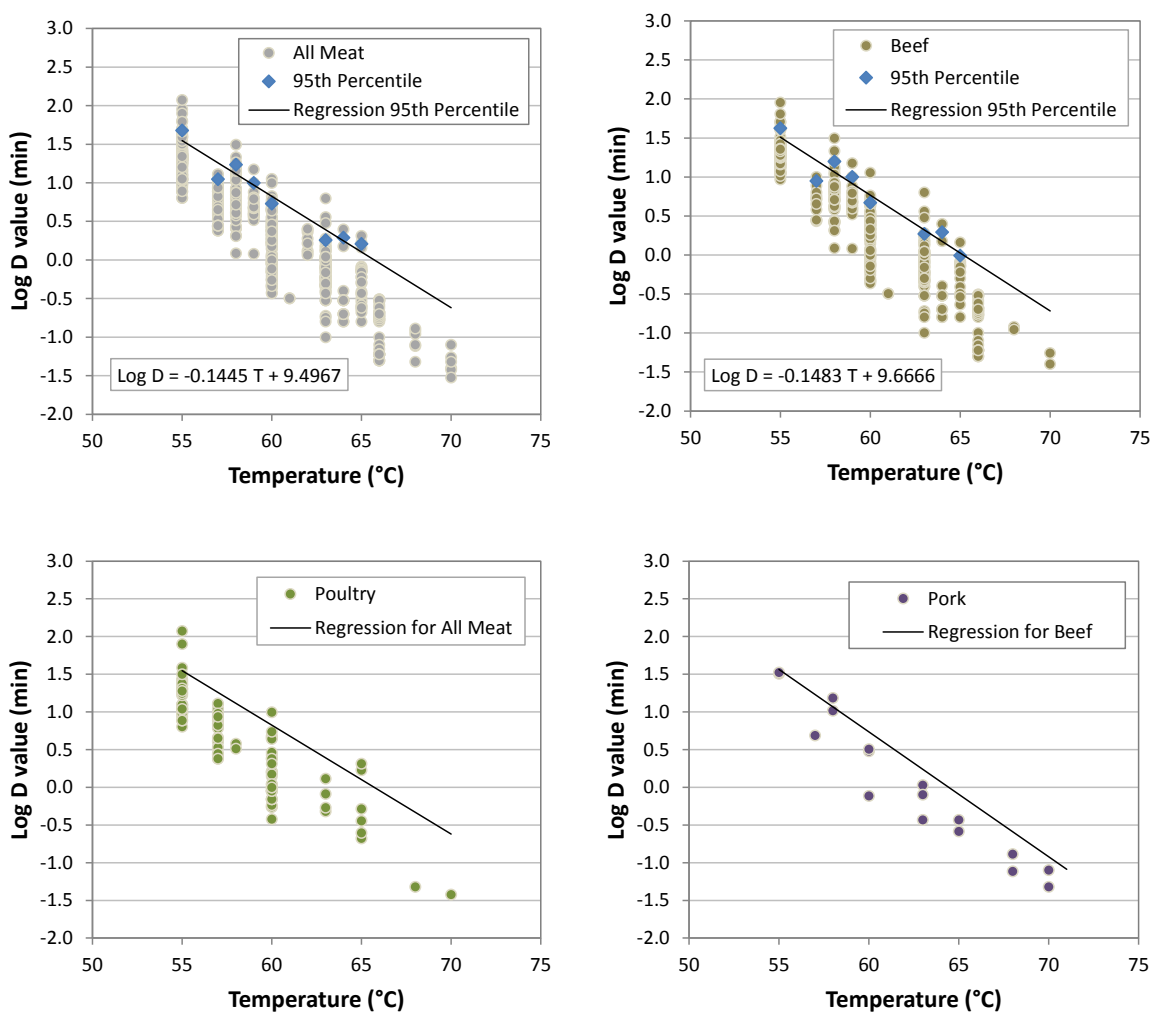 3.0
2.5
2.0
1.5
1.0
0.5
0.0
-0.5
-1.0
-1.5
-2.0
Log D value (min)
All Meat
95th Percentile
Regression 95th Percentile
Log D = -0.1445 T + 9.4967
50 55 60 65 70 75
Temperature (°C)
3.0
2.5
2.0
1.5
1.0
0.5
0.0
-0.5
-1.0
-1.5
-2.0
Log D value (min)
Beef
95th Percentile
Regression 95th Percentile
Log D = -0.1483 T + 9.6666
50 55 60 65 70 75
Temperature (°C)
3.0
2.5
2.0
1.5
1.0
0.5
0.0
-0.5
-1.0
-1.5
-2.0
Log D value (min)
Poultry
Regression for All Meat
50 55 60 65 70 75
Temperature (°C)
3.0
2.5
2.0
1.5
1.0
0.5
0.0
-0.5
-1.0
-1.5
-2.0
Log D value (min)
Pork
Regression for Beef
50 55 60 65 70 75
Temperature (°C)